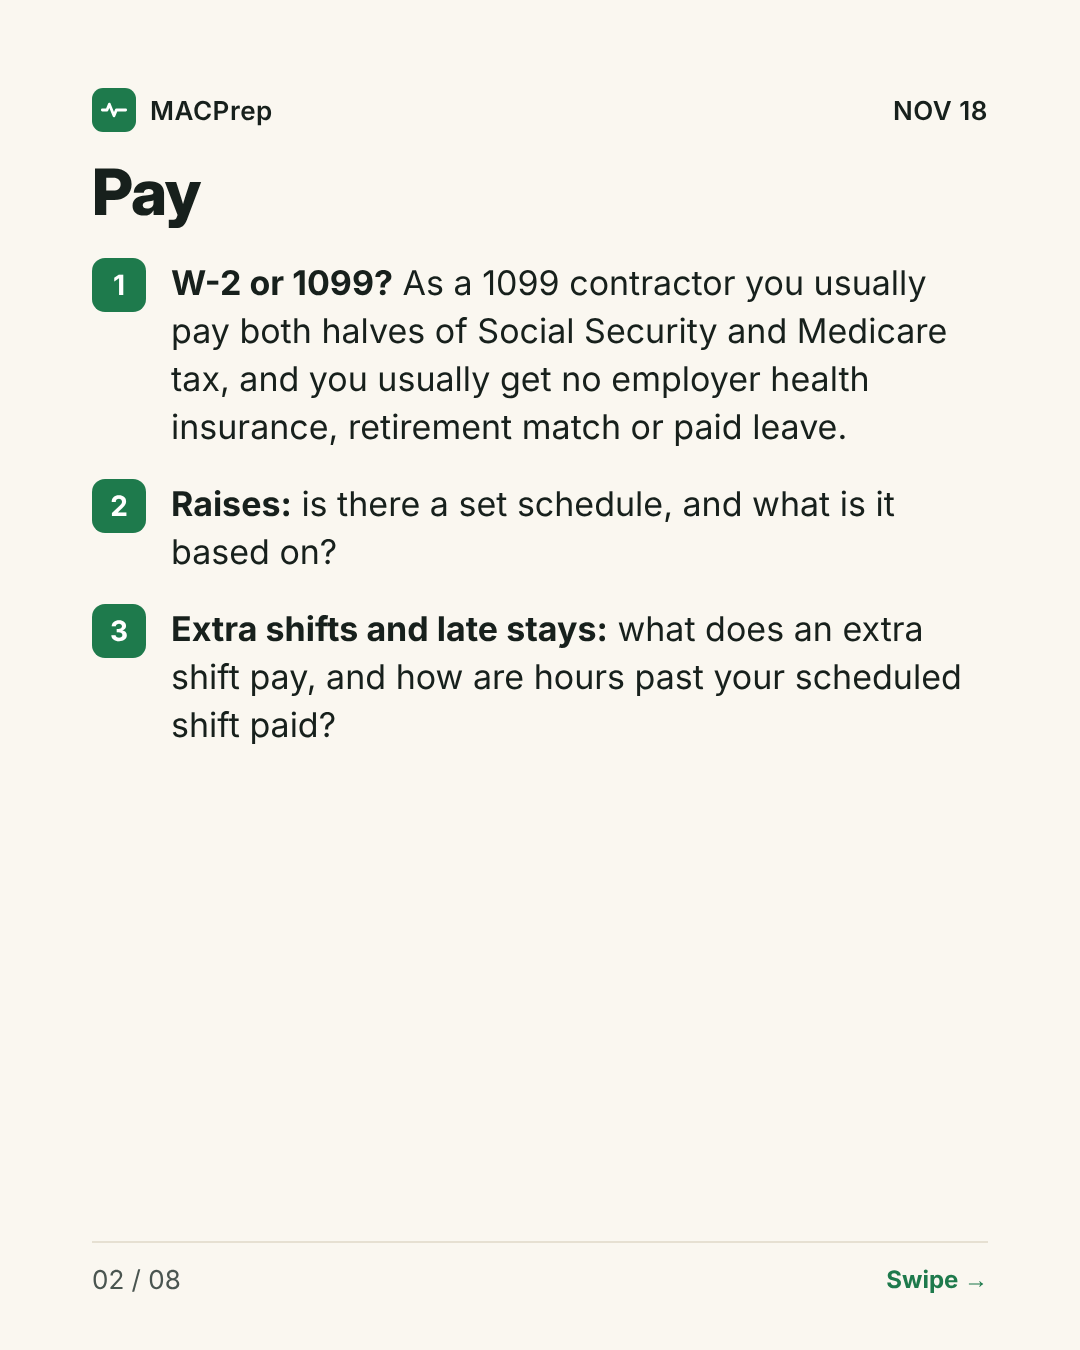 MACPrep
NOV 18
Pay
1
W-2 or 1099? As a 1099 contractor you usually
pay both halves of Social Security and Medicare
tax, and you usually get no employer health
insurance, retirement match or paid leave.
2
Raises: is there a set schedule, and what is it
based on?
3
Extra shifts and late stays: what does an extra
shift pay, and how are hours past your scheduled
shift paid?
02 / 08
Swipe →